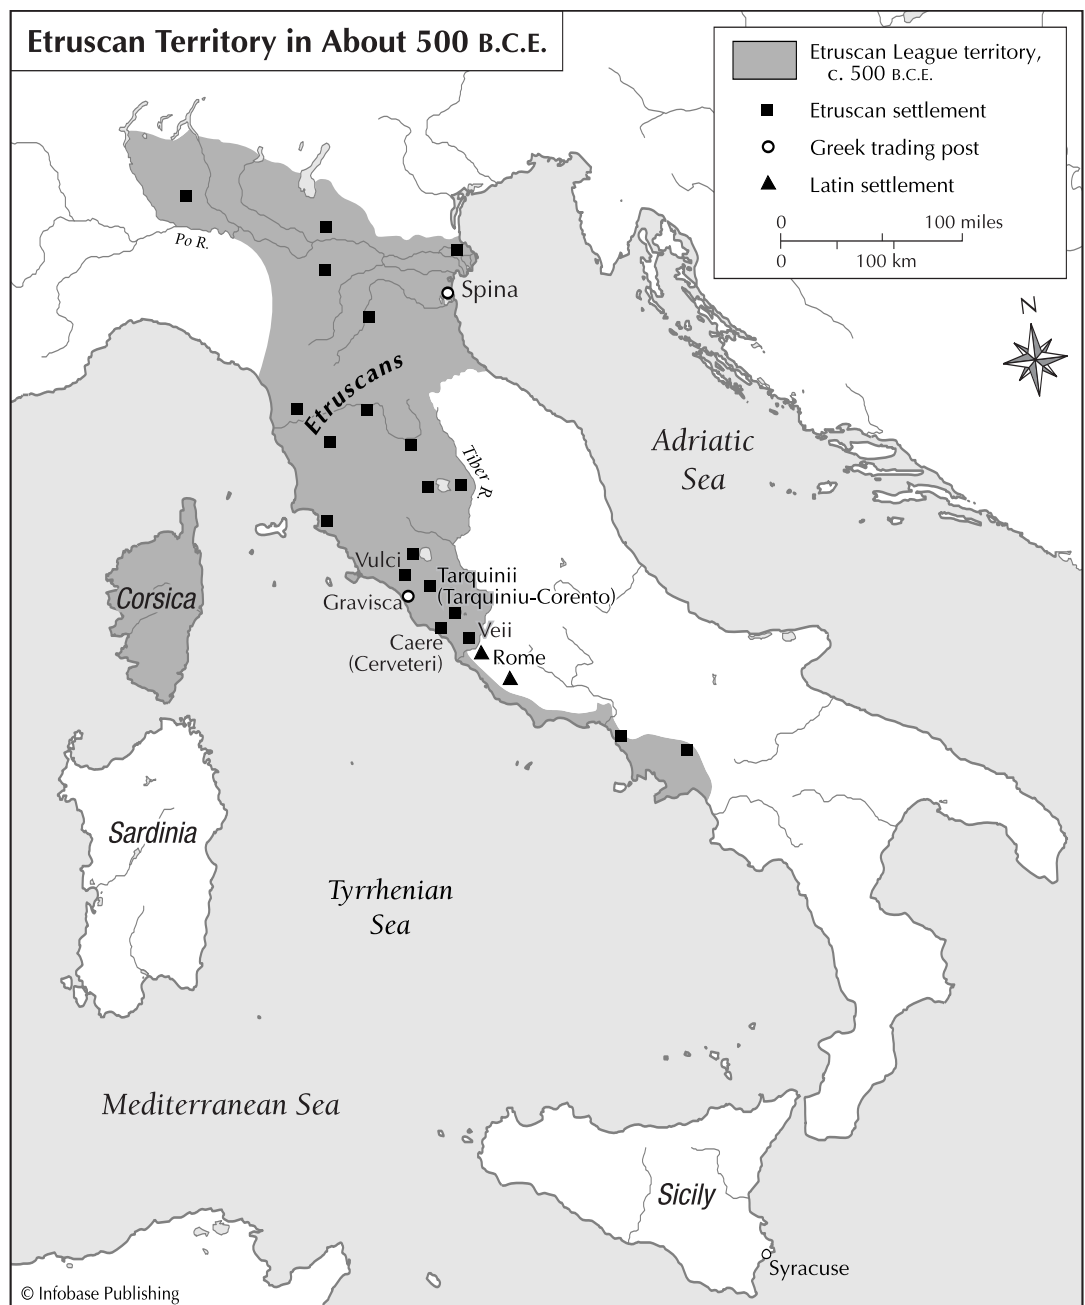 Etruscan Territory in About 500 B.C.E.
Etruscan League territory,
c. 500 B.C.E.
Etruscan settlement
Greek trading post
Latin settlement
0 100 miles
0 100 km
N
Po R.
Spina
Etruscans
Adriatic
Sea
Tiber R.
Vulci
Tarquinii
(Tarquiniu-Corento)
Gravisca
Corsica
Veii
Caere
(Cerveteri)
Rome
Sardinia
Tyrrhenian
Sea
Mediterranean Sea
Sicily
Syracuse
© Infobase Publishing